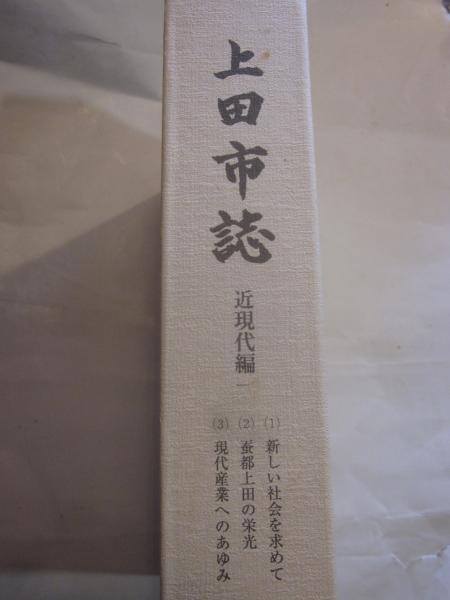 上田市誌
近現代編一
(1)新しい社会を求めて
(2)蚕都上田の栄光
(3)現代産業へのあゆみ